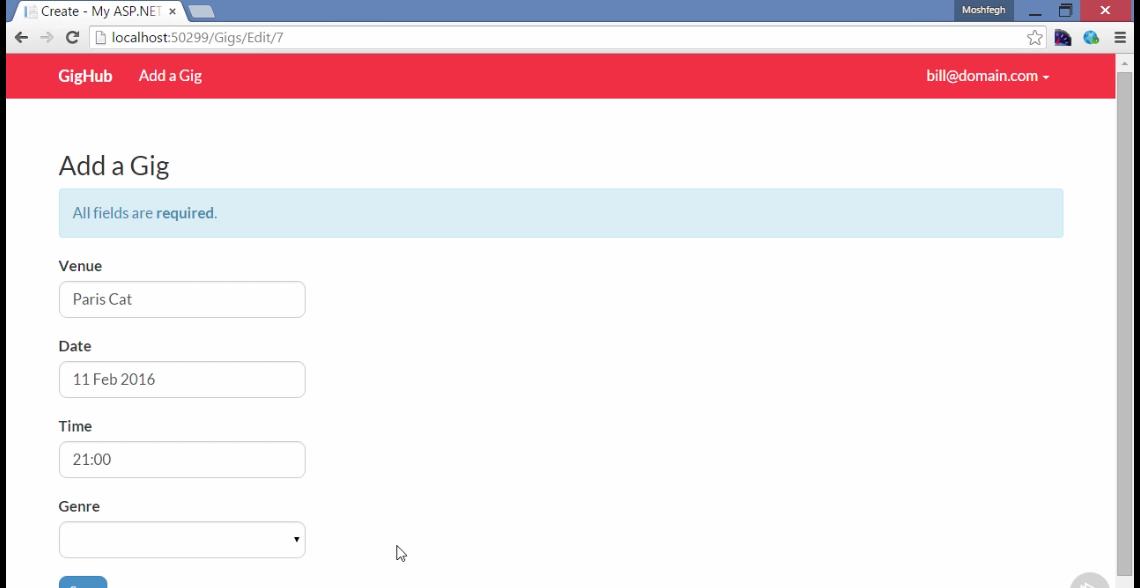 Create - My ASP.NET
Moshfegh
localhost:50299/Gigs/Edit/7
GigHub Add a Gig bill@domain.com
Add a Gig
All fields are required.
Venue
Paris Cat
Date
11 Feb 2016
Time
21:00
Genre